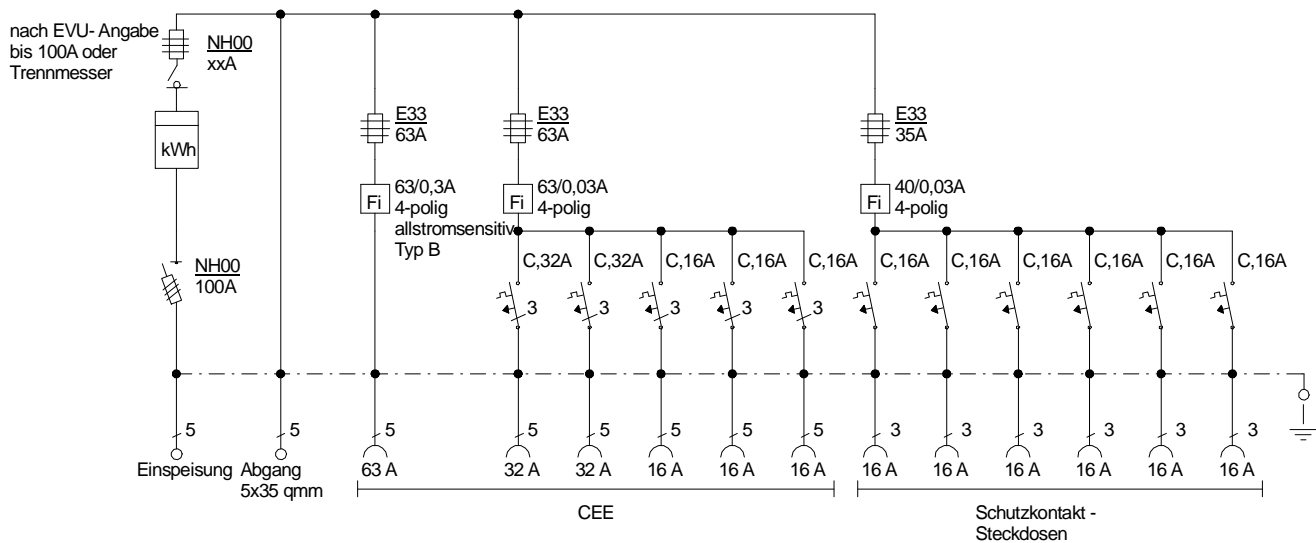 nach EVU- Angabe
bis 100A oder
Trennmesser
NH00
xxA
kWh
NH00
100A
E33
63A
E33
63A
E33
35A
Fi
63/0,3A
4-polig
allstromsensitiv
Typ B
Fi
63/0,03A
4-polig
Fi
40/0,03A
4-polig
C,32A
C,32A
C,16A
C,16A
C,16A
C,16A
C,16A
C,16A
C,16A
C,16A
C,16A
3
3
3
3
3
5
5
5
5
5
5
5
5
3
3
3
3
3
3
Einspeisung
Abgang
5x35 qmm
63 A
32 A
32 A
16 A
16 A
16 A
16 A
16 A
16 A
16 A
16 A
16 A
CEE
Schutzkontakt -
Steckdosen